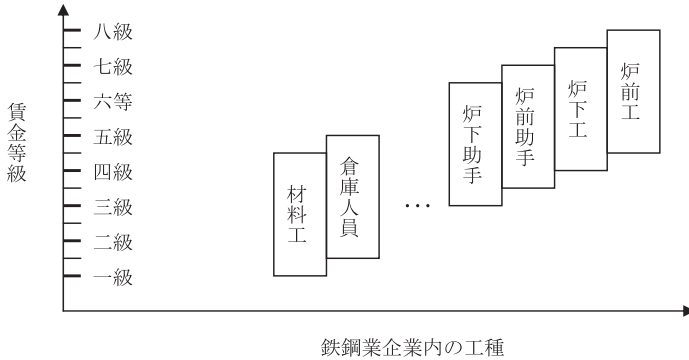 八級
七級
六等
五級
四級
三級
二級
一級
賃金等級
材料工
倉庫人員
…
炉下助手
炉前助手
炉下工
炉前工
鉄鋼業企業内の工種